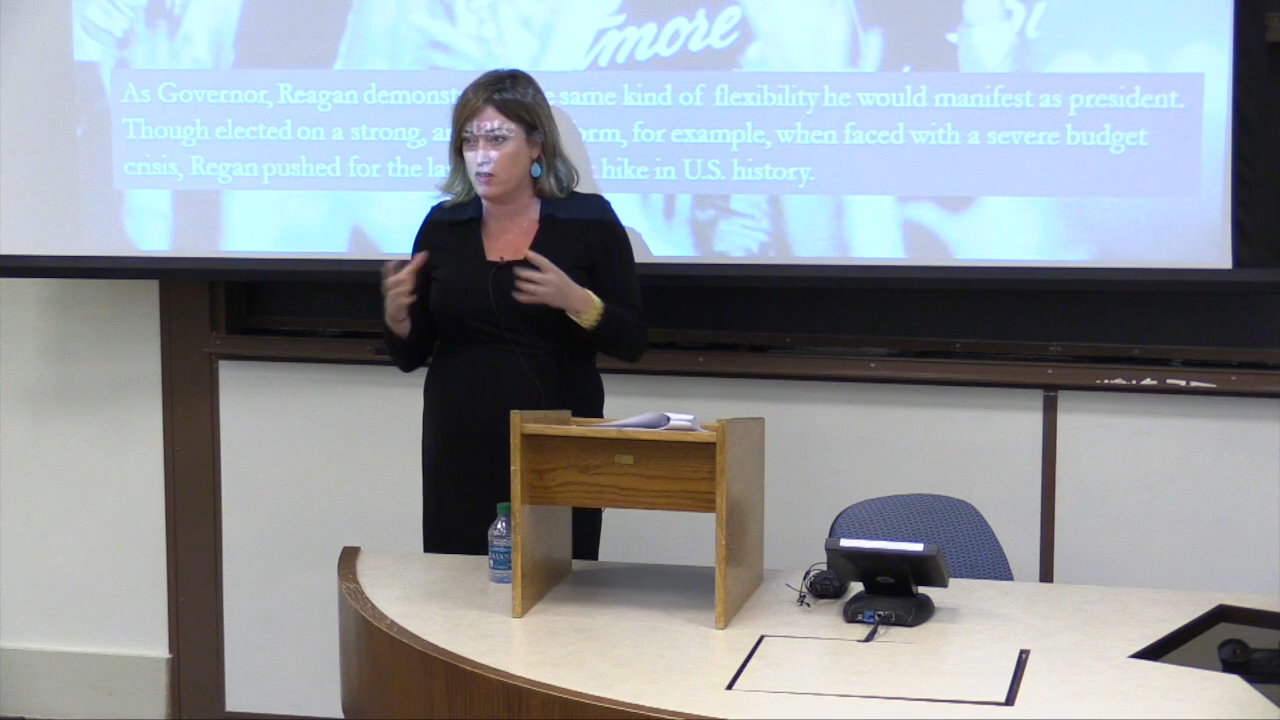 more
As Governor, Reagan demonst same kind of flexibility he would manifest as president.
Though elected on a strong, an orm, for example, when faced with a severe budget
crisis, Regan pushed for the la hike in U.S. history.